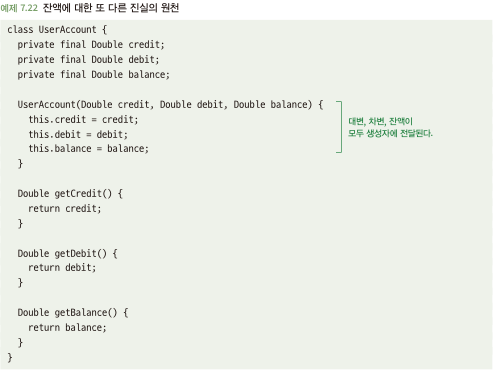 예제 7.22 잔액에 대한 또 다른 진실의 원천
class UserAccount {
  private final Double credit;
  private final Double debit;
  private final Double balance;

  UserAccount(Double credit, Double debit, Double balance) {
    this.credit = credit;
    this.debit = debit;
    this.balance = balance;
  }
대변, 차변, 잔액이
모두 생성자에 전달된다.

  Double getCredit() {
    return credit;
  }

  Double getDebit() {
    return debit;
  }

  Double getBalance() {
    return balance;
  }
}